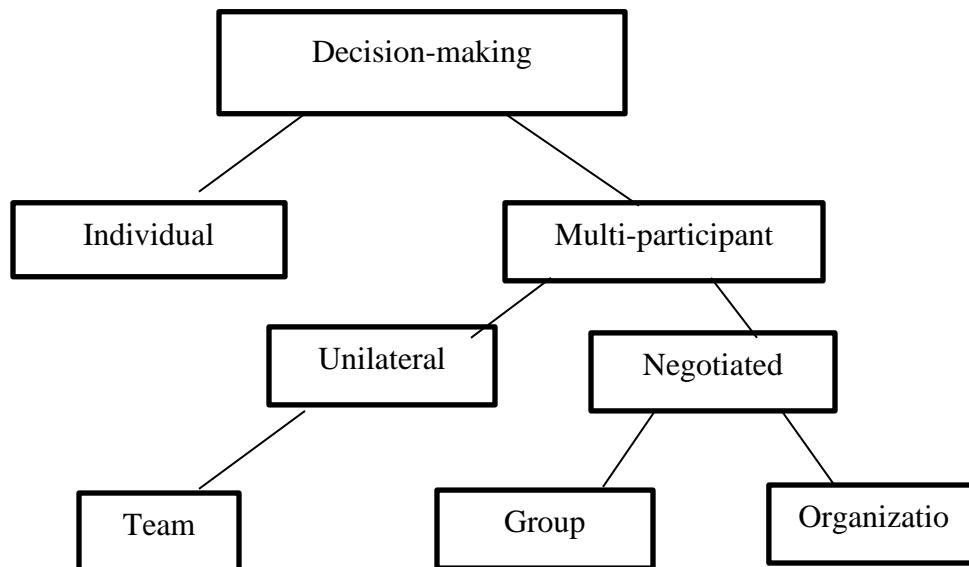 Decision-making
Individual
Multi-participant
Unilateral
Negotiated
Team
Group
Organizatio